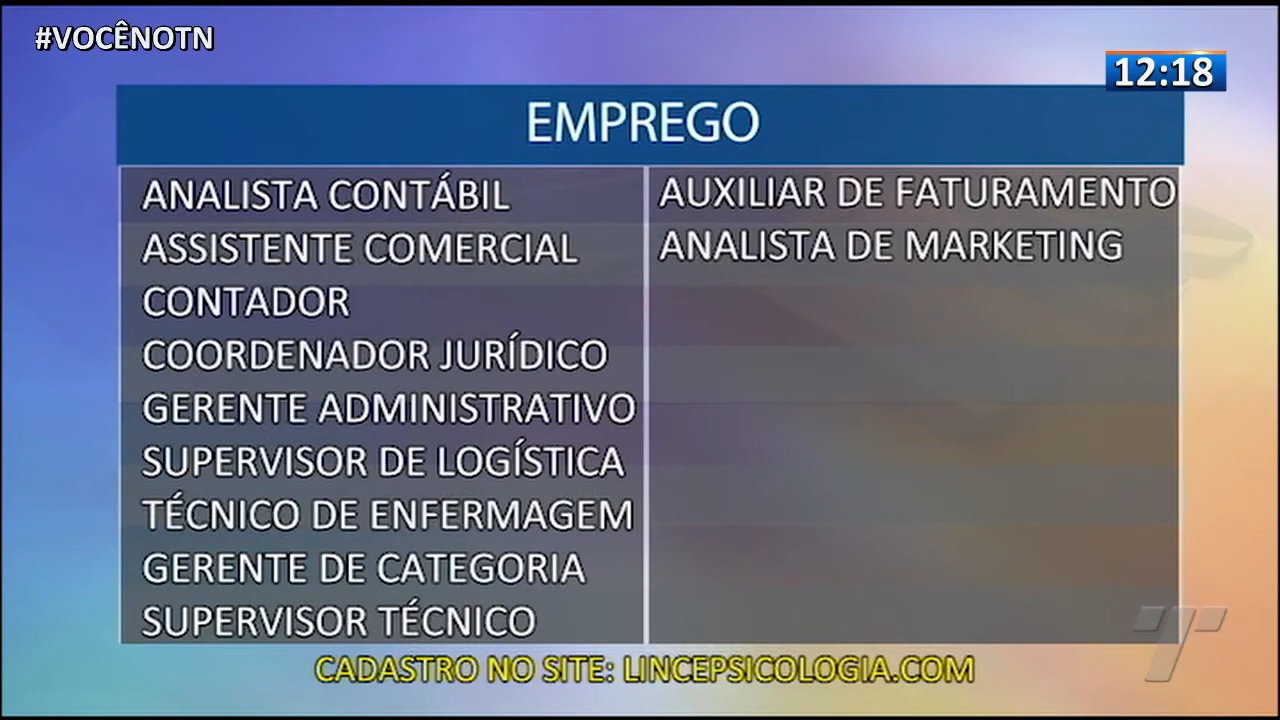 #VOCÊNOTN
12:18
EMPREGO
ANALISTA CONTÁBIL
ASSISTENTE COMERCIAL
CONTADOR
COORDENADOR JURÍDICO
GERENTE ADMINISTRATIVO
SUPERVISOR DE LOGÍSTICA
TÉCNICO DE ENFERMAGEM
GERENTE DE CATEGORIA
SUPERVISOR TÉCNICO
AUXILIAR DE FATURAMENTO
ANALISTA DE MARKETING
CADASTRO NO SITE: LINCEPSICOLOGIA.COM